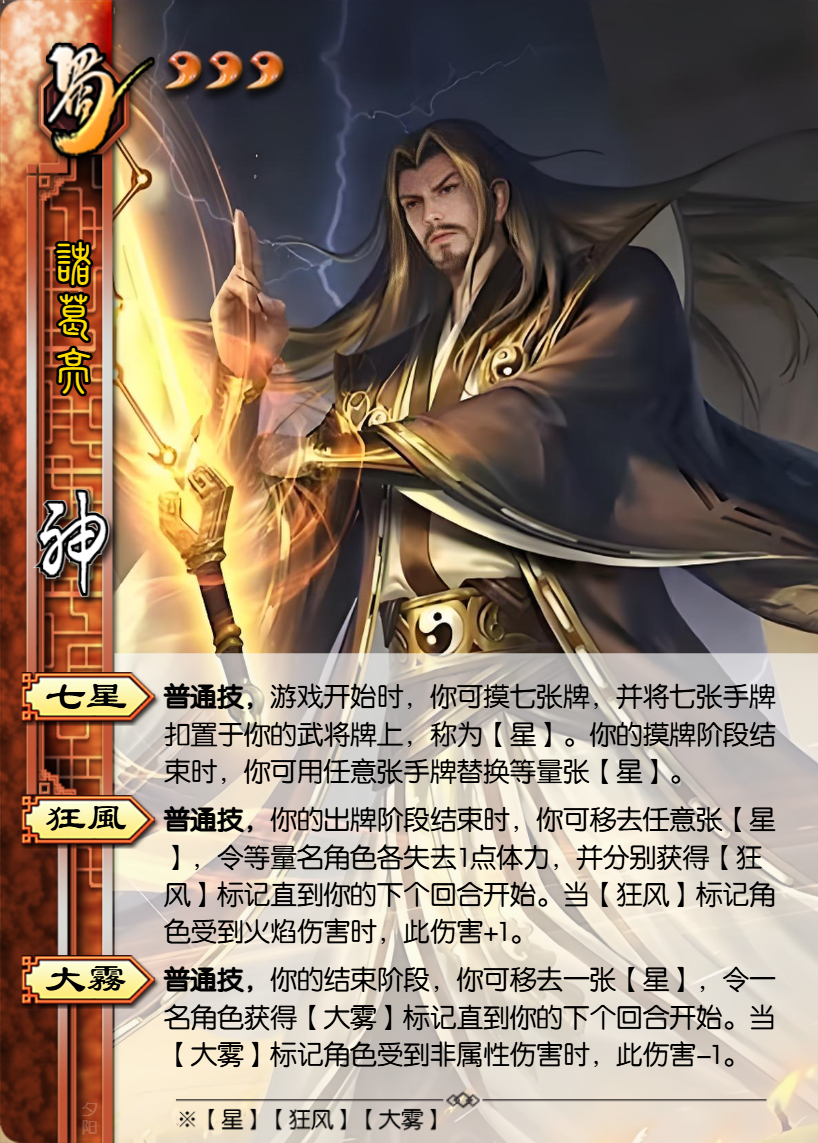 蜀
諸葛亮
神
七星
普通技，游戏开始时，你可摸七张牌，并将七张手牌
扣置于你的武将牌上，称为【星】。你的摸牌阶段结
束时，你可用任意张手牌替换等量张【星】。
狂風
普通技，你的出牌阶段结束时，你可移去任意张【星
】，令等量名角色各失去1点体力，并分别获得【狂
风】标记直到你的下个回合开始。当【狂风】标记角
色受到火焰伤害时，此伤害+1。
大霧
普通技，你的结束阶段，你可移去一张【星】，令一
名角色获得【大雾】标记直到你的下个回合开始。当
【大雾】标记角色受到非属性伤害时，此伤害-1。
※【星】【狂风】【大雾】
夕阳